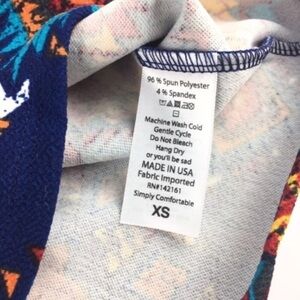 96 % Spun Polyester
4 % Spandex
Machine Wash Cold
Gentle Cycle
Do Not Bleach
Hang Dry
or you'll be sad
MADE IN USA
Fabric Imported
RN#142161
Simply Comfortable
XS